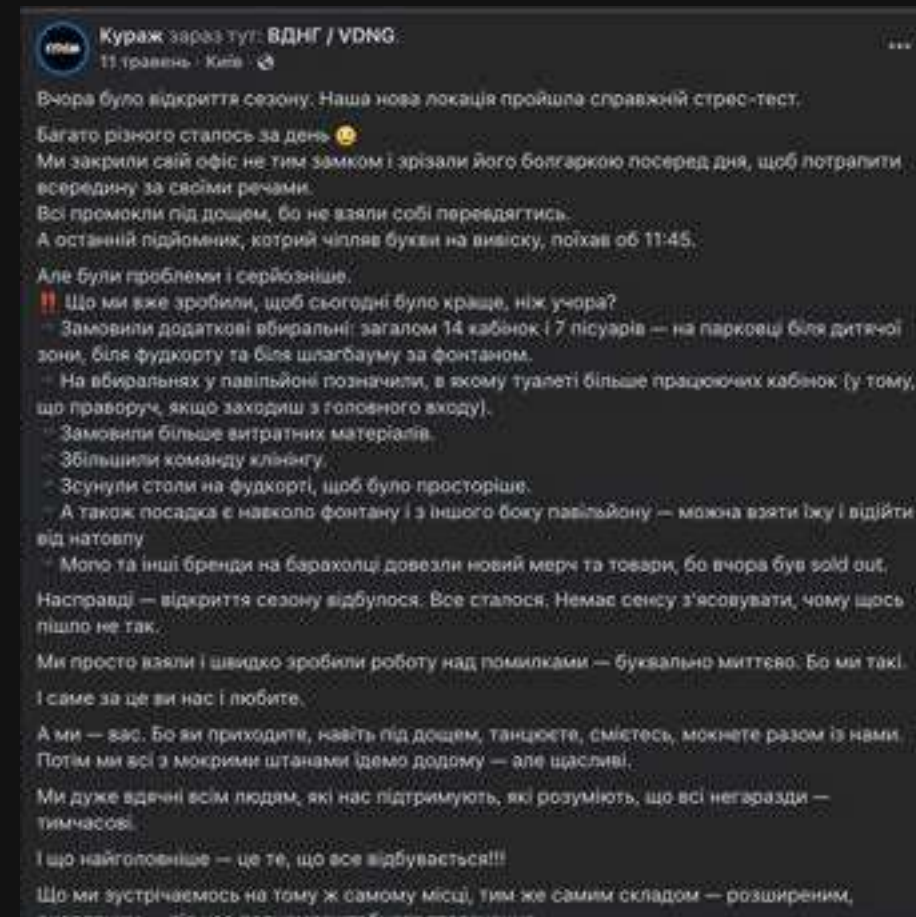 Кураж зараз тут: ВДНГ / VDNG.
11 травень · Київ ·
Вчора було відкриття сезону. Наша нова локація пройшла справжній стрес-тест.
Багато різного сталось за день 😉
Ми закрили свій офіс не тим замком і зрізали його болгаркою посеред дня, щоб потрапити
всередину за своїми речами.
Всі промокли під дощем, бо не взяли собі перевдягтись.
А останній підйомник, котрий чіпляв букви на вивіску, поїхав об 11:45.
Але були проблеми і серйозніше.
‼️ Що ми вже зробили, щоб сьогодні було краще, ніж учора?
Замовили додаткові вбиральні: загалом 14 кабінок і 7 пісуарів — на парковці біля дитячої
зони, біля фудкорту та біля шлагбауму за фонтаном.
На вбиральнях у павільйоні позначили, в якому туалеті більше працюючих кабінок (у тому,
що праворуч, якщо заходиш з головного входу).
Замовили більше витратних матеріалів.
Збільшили команду клінінгу.
Зсунули столи на фудкорті, щоб було просторіше.
А також посадка є навколо фонтану і з іншого боку павільйону — можна взяти їжу і відійти
від натовпу
Mono та інші бренди на барахолці довезли новий мерч та товари, бо вчора був sold out.
Насправді — відкриття сезону відбулося. Все сталося. Немає сенсу з'ясовувати, чому щось
пішло не так.
Ми просто взяли і швидко зробили роботу над помилками — буквально миттєво. Бо ми такі.
І саме за це ви нас і любите.
А ми — вас. Бо ви приходите, навіть під дощем, танцюєте, смієтесь, мокнете разом із нами.
Потім ми всі з мокрими штанами їдемо додому — але щасливі.
Ми дуже вдячні всім людям, які нас підтримують, які розуміють, що всі негаразди —
тимчасові.
І що найголовніше — це те, що все відбувається!!!
Що ми зустрічаємось на тому ж самому місці, тим же самим складом — розширеним,